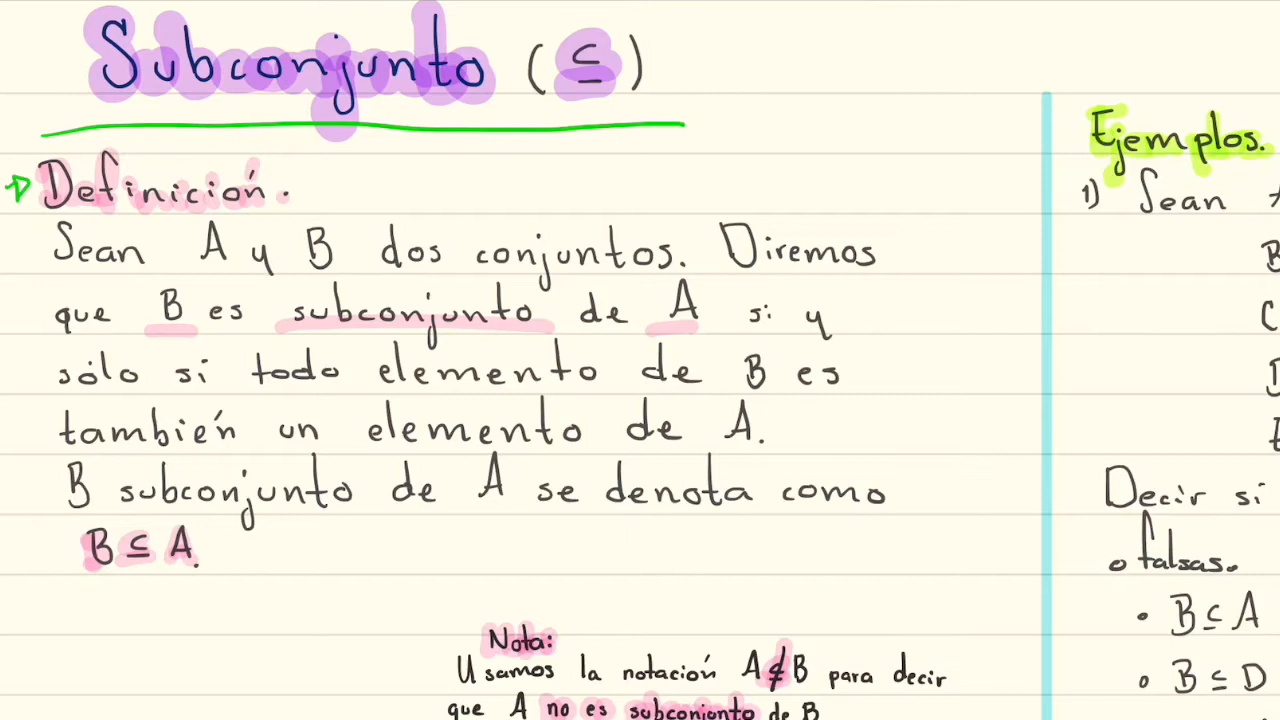 Subconjunto (⊆)
Definición.
Sean A y B dos conjuntos. Diremos
que B es subconjunto de A si y
sólo si todo elemento de B es
también un elemento de A.
B subconjunto de A se denota como
B ⊆ A.
Nota:
Usamos la notación A ⊄ B para decir
que A no es subconjunto de B
Ejemplos.
1) Sean
B
C
D
E
Decir si
o falsas.
• B ⊆ A
• B ⊆ D